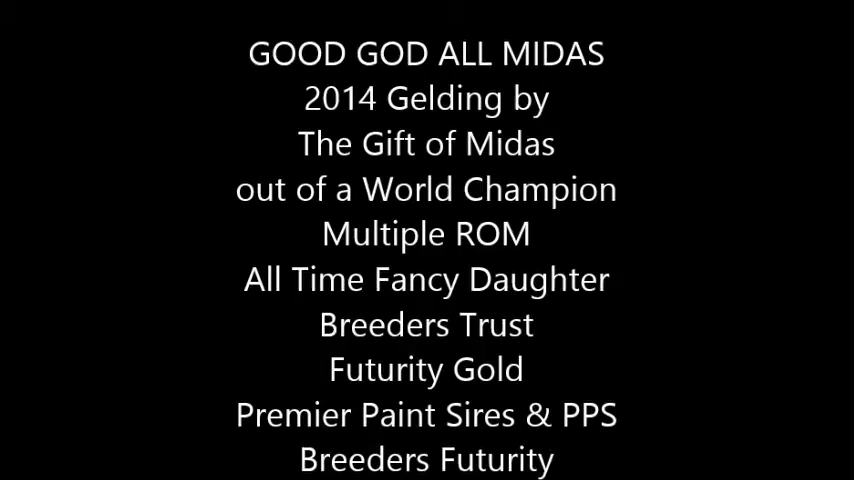 GOOD GOD ALL MIDAS
2014 Gelding by
The Gift of Midas
out of a World Champion
Multiple ROM
All Time Fancy Daughter
Breeders Trust
Futurity Gold
Premier Paint Sires & PPS
Breeders Futurity